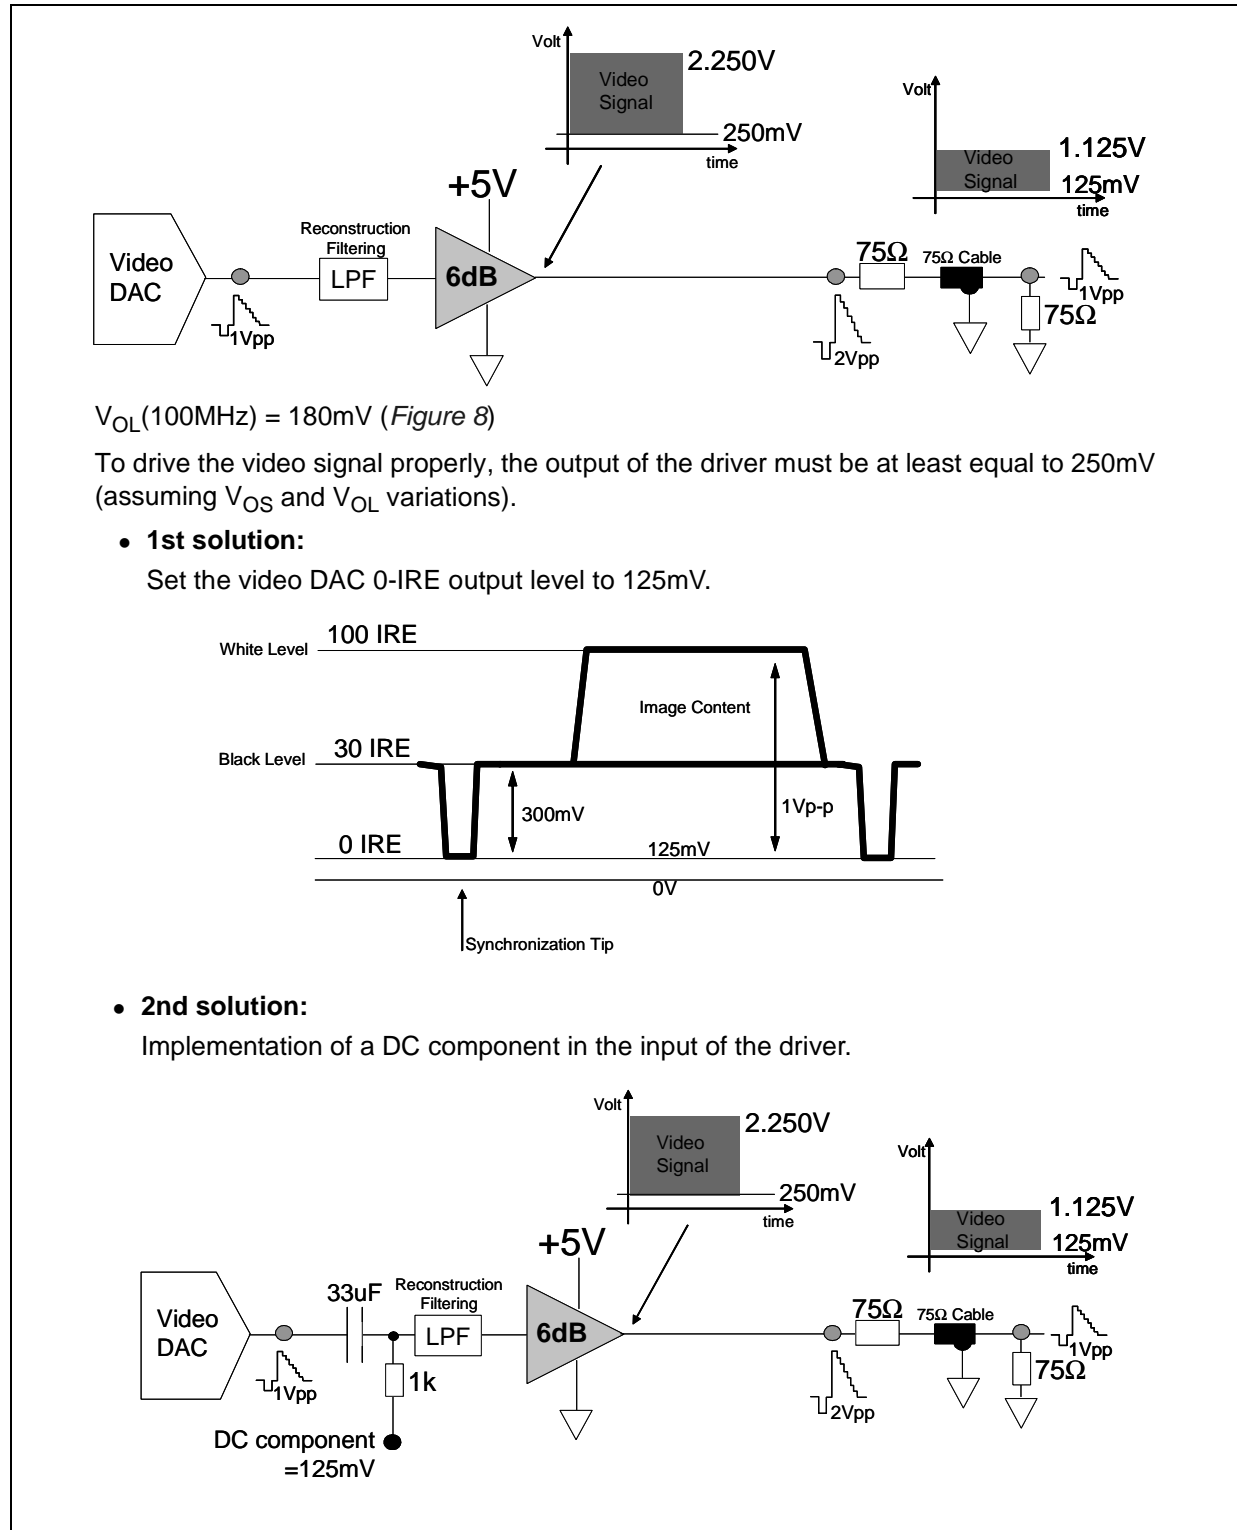 Volt
2.250V
Video
Signal
250mV
time
Volt
1.125V
Video
Signal
125mV
time
+5V
Reconstruction
Filtering
Video
DAC
LPF
6dB
75Ω
75Ω Cable
1Vpp
1Vpp
75Ω
2Vpp
VOL(100MHz) = 180mV (Figure 8)
To drive the video signal properly, the output of the driver must be at least equal to 250mV
(assuming VOS and VOL variations).
• 1st solution:
Set the video DAC 0-IRE output level to 125mV.
100 IRE
White Level
Image Content
30 IRE
Black Level
300mV
1Vp-p
0 IRE
125mV
0V
Synchronization Tip
• 2nd solution:
Implementation of a DC component in the input of the driver.
Volt
2.250V
Video
Signal
250mV
time
Volt
1.125V
Video
Signal
125mV
time
+5V
33uF
Reconstruction
Filtering
Video
DAC
LPF
6dB
75Ω
75Ω Cable
1Vpp
1k
1Vpp
75Ω
2Vpp
DC component
=125mV